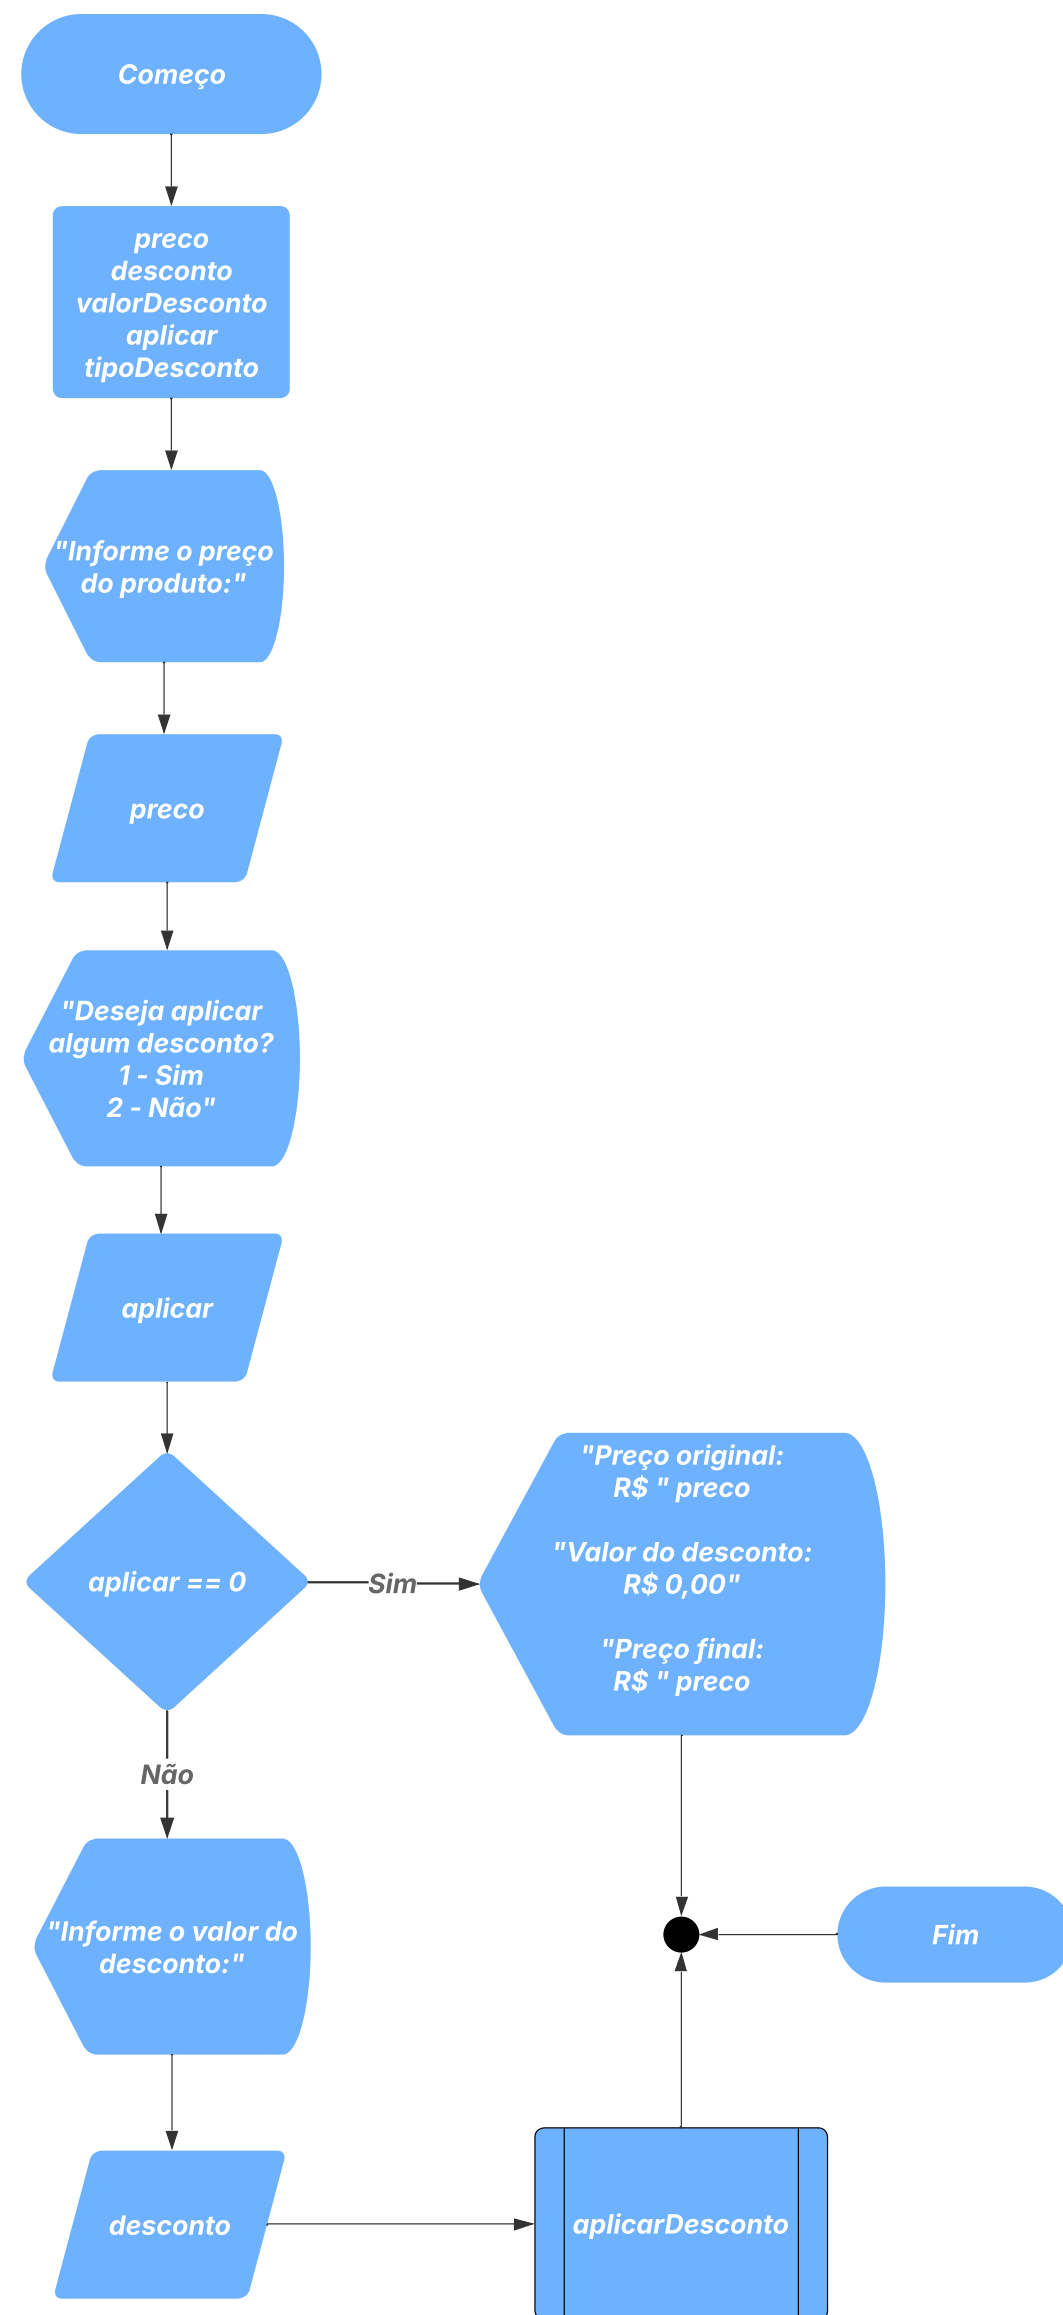 Começo
preco
desconto
valorDesconto
aplicar
tipoDesconto
"Informe o preço
do produto:"
preco
"Deseja aplicar
algum desconto?
1 - Sim
2 - Não"
aplicar
aplicar == 0
Sim
"Preço original:
R$ " preco
"Valor do desconto:
R$ 0,00"
"Preço final:
R$ " preco
Não
"Informe o valor do
desconto:"
Fim
desconto
aplicarDesconto